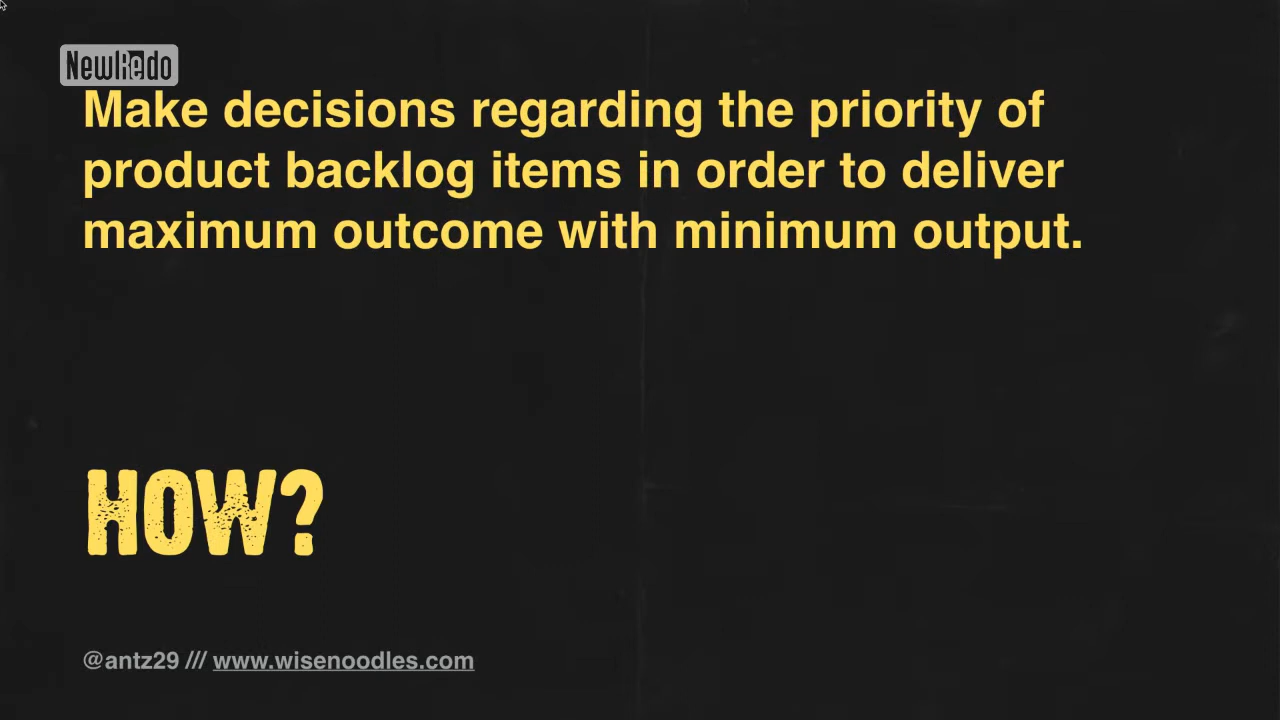 NewRedo
Make decisions regarding the priority of
product backlog items in order to deliver
maximum outcome with minimum output.
HOW?
@antz29 /// www.wisenoodles.com